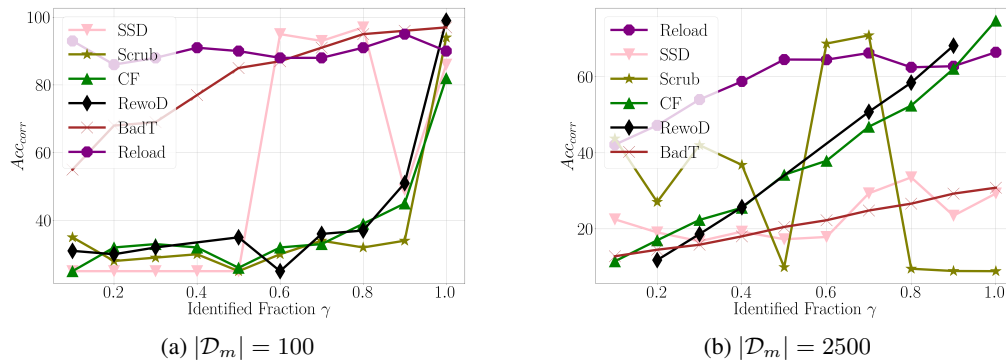 100
80
60
40
Acc_corr
SSD
Scrub
CF
RewoD
BadT
Reload
0.2 0.4 0.6 0.8 1.0
Identified Fraction γ
(a) |𝒟_m| = 100
60
40
20
Acc_corr
Reload
SSD
Scrub
CF
RewoD
BadT
0.2 0.4 0.6 0.8 1.0
Identified Fraction γ
(b) |𝒟_m| = 2500